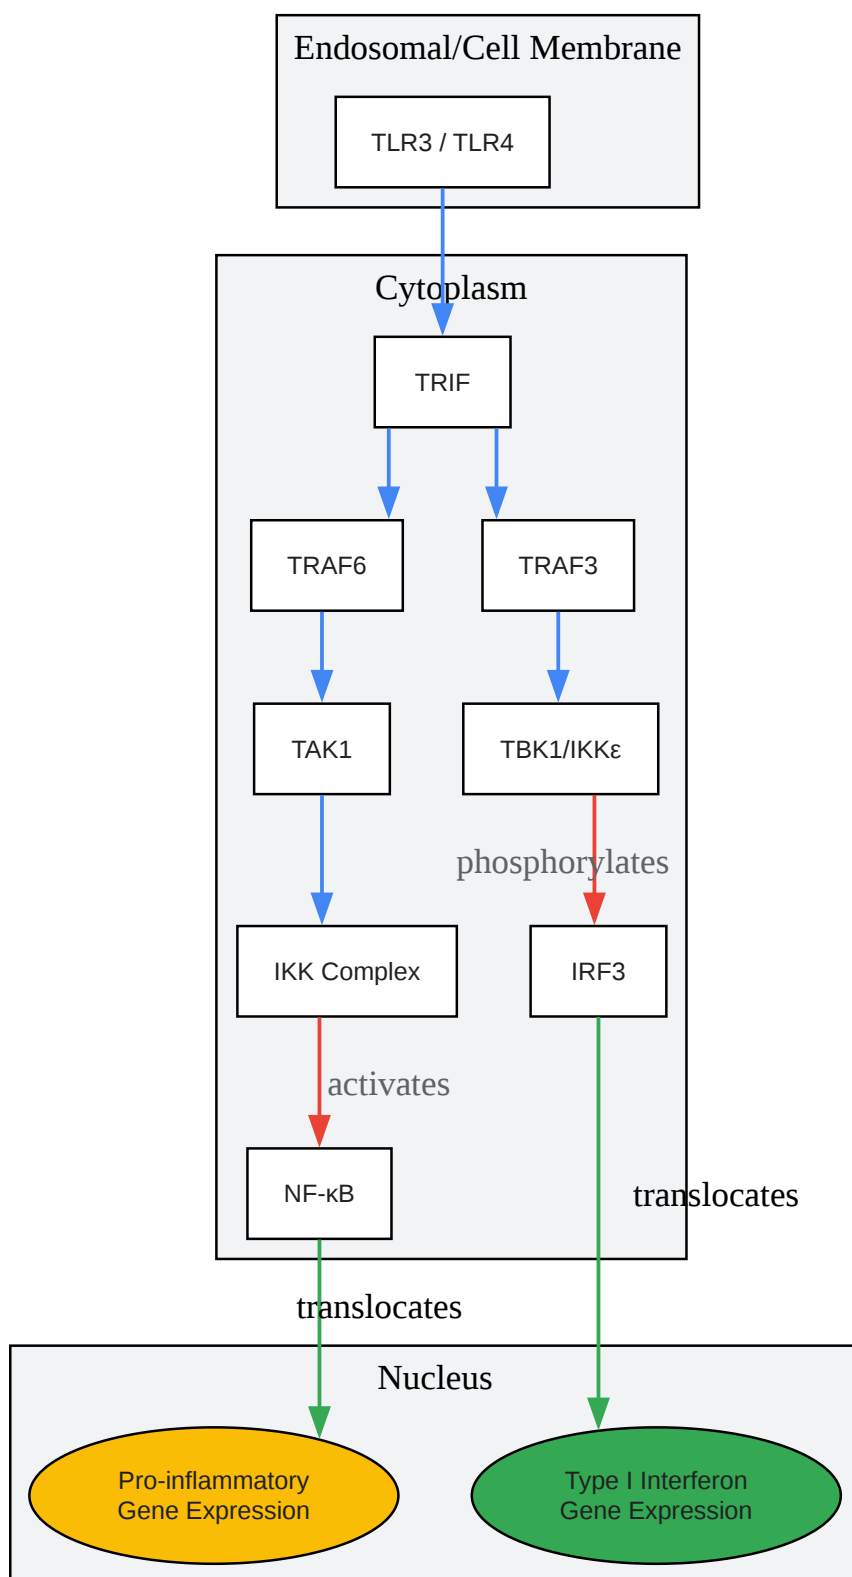 Endosomal/Cell Membrane
TLR3 / TLR4
Cytoplasm
TRIF
TRAF6
TRAF3
TAK1
TBK1/IKKε
phosphorylates
IKK Complex
IRF3
activates
NF-κB
translocates
translocates
Nucleus
Pro-inflammatory
Gene Expression
Type I Interferon
Gene Expression